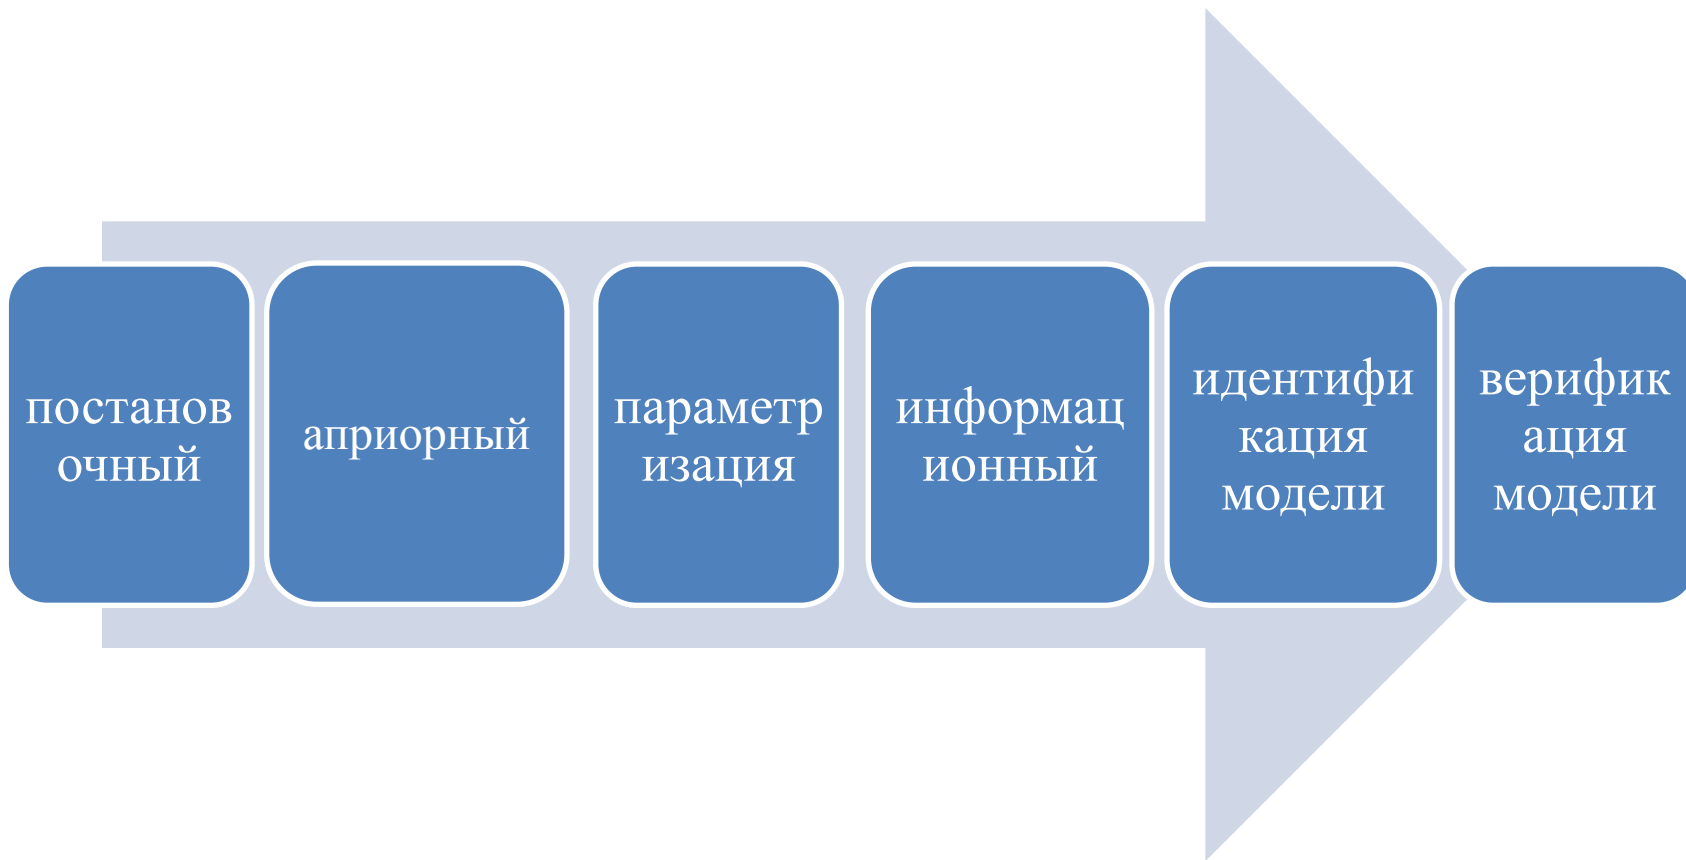 постанов
очный
априорный
параметр
изация
информац
ионный
идентифи
кация
модели
верифик
ация
модели